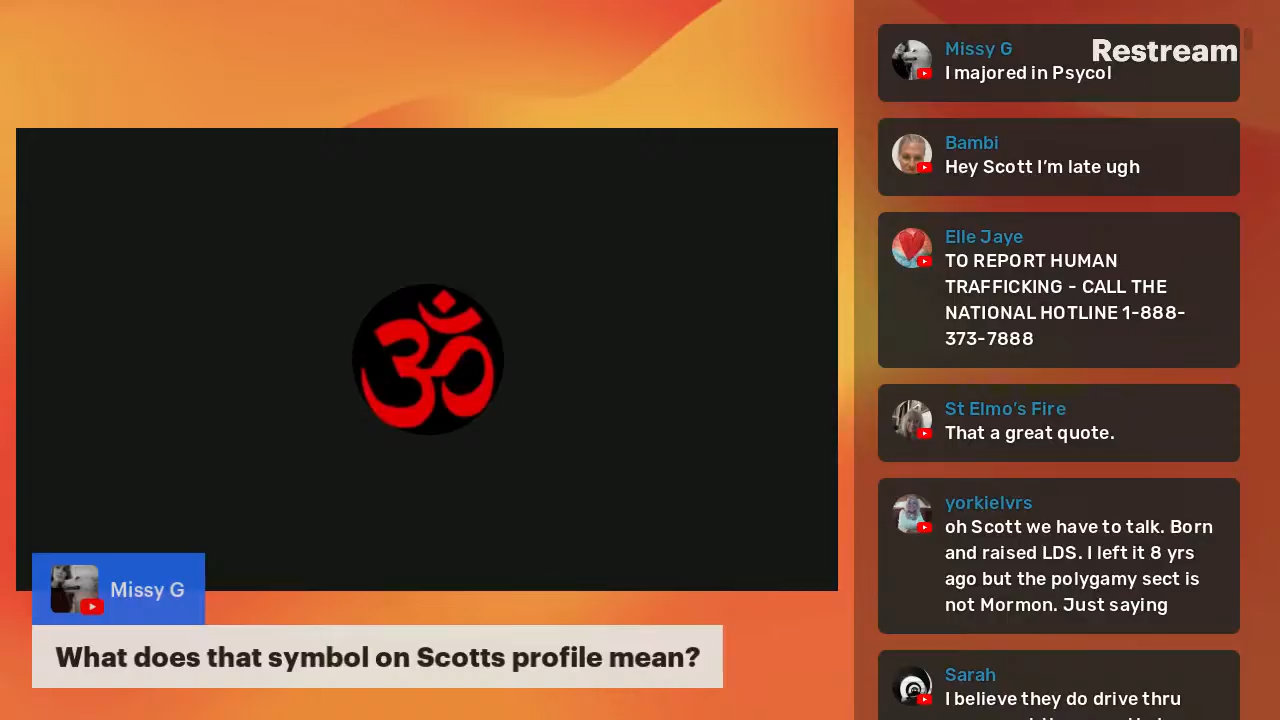 ॐ
Missy G
What does that symbol on Scotts profile mean?
Restream
Missy G
I majored in Psycol
Bambi
Hey Scott I’m late ugh
Elle Jaye
TO REPORT HUMAN
TRAFFICKING - CALL THE
NATIONAL HOTLINE 1-888-
373-7888
St Elmo’s Fire
That a great quote.
yorkielvrs
oh Scott we have to talk. Born
and raised LDS. I left it 8 yrs
ago but the polygamy sect is
not Mormon. Just saying
Sarah
I believe they do drive thru